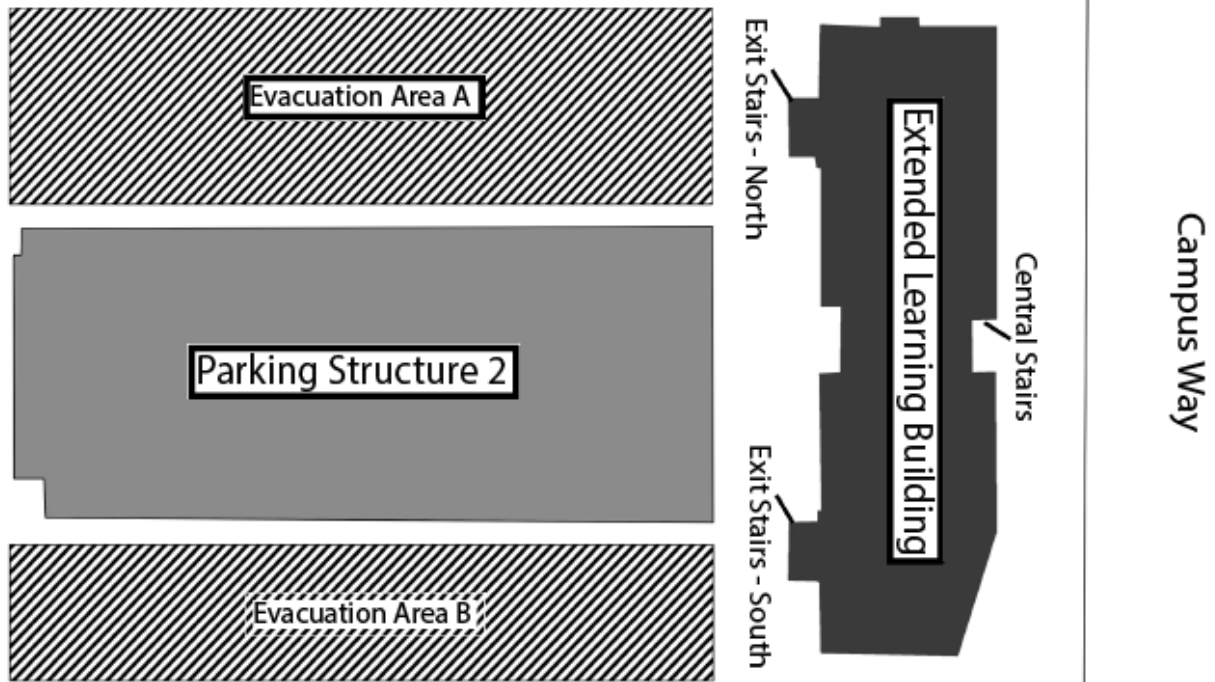 Evacuation Area A
Exit Stairs - North
Extended Learning Building
Campus Way
Central Stairs
Parking Structure 2
Exit Stairs - South
Evacuation Area B